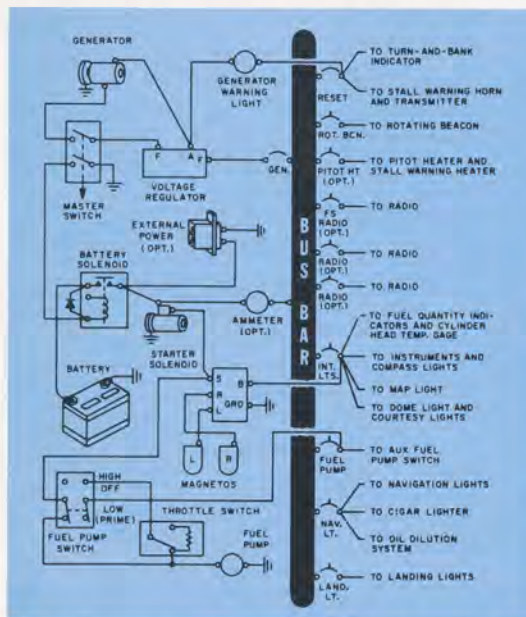 GENERATOR
GENERATOR
WARNING
LIGHT
RESET
TO TURN-AND-BANK
INDICATOR
TO STALL WARNING HORN
AND TRANSMITTER
ROT. BCN.
TO ROTATING BEACON
F
A
F
VOLTAGE
REGULATOR
GEN.
PITOT HT
(OPT.)
TO PITOT HEATER AND
STALL WARNING HEATER
MASTER
SWITCH
EXTERNAL
POWER
(OPT.)
BUS BAR
FS
RADIO
(OPT.)
TO RADIO
RADIO
(OPT.)
TO RADIO
RADIO
(OPT.)
TO RADIO
BATTERY
SOLENOID
AMMETER
(OPT.)
STARTER
SOLENOID
INT.
LTS.
TO FUEL QUANTITY INDI-
CATORS AND CYLINDER
HEAD TEMP. GAGE
TO INSTRUMENTS AND
COMPASS LIGHTS
TO MAP LIGHT
TO DOME LIGHT AND
COURTESY LIGHTS
BATTERY
S
R
L
B
GRD
L
R
MAGNETOS
FUEL
PUMP
TO AUX FUEL
PUMP SWITCH
HIGH
OFF
LOW
(PRIME)
FUEL PUMP
SWITCH
THROTTLE SWITCH
FUEL
PUMP
NAV.
LT.
TO NAVIGATION LIGHTS
TO CIGAR LIGHTER
TO OIL DILUTION
SYSTEM
LAND.
LT.
TO LANDING LIGHTS